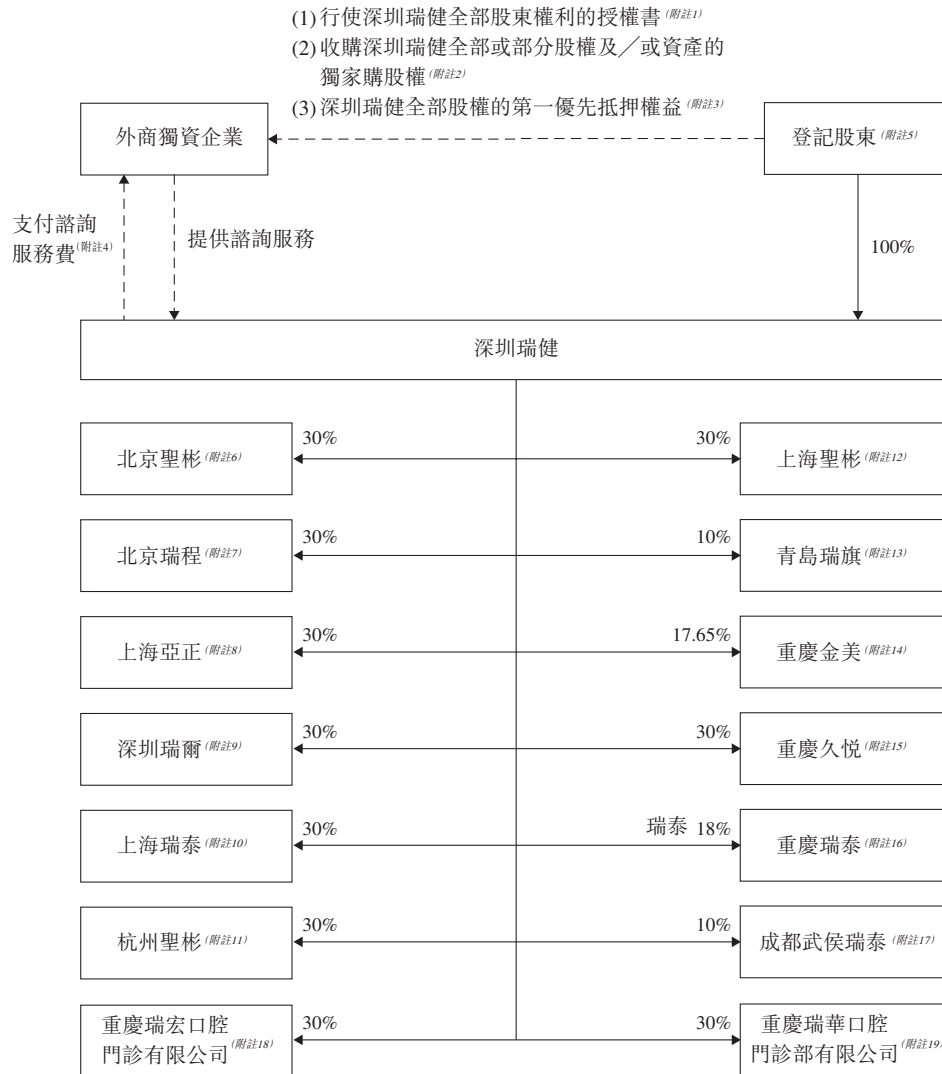 (1) 行使深圳瑞健全部股東權利的授權書(附註1)
(2) 收購深圳瑞健全部或部分股權及／或資產的
獨家購股權(附註2)
(3) 深圳瑞健全部股權的第一優先抵押權益(附註3)
外商獨資企業
登記股東(附註5)
支付諮詢
服務費(附註4)
提供諮詢服務
100%
深圳瑞健
北京聖彬(附註6)
30%
30%
上海聖彬(附註12)
北京瑞程(附註7)
30%
10%
青島瑞旗(附註13)
上海亞正(附註8)
30%
17.65%
重慶金美(附註14)
深圳瑞爾(附註9)
30%
30%
重慶久悅(附註15)
上海瑞泰(附註10)
30%
瑞泰 18%
重慶瑞泰(附註16)
杭州聖彬(附註11)
30%
10%
成都武侯瑞泰(附註17)
重慶瑞宏口腔
門診有限公司(附註18)
30%
30%
重慶瑞華口腔
門診部有限公司(附註19)